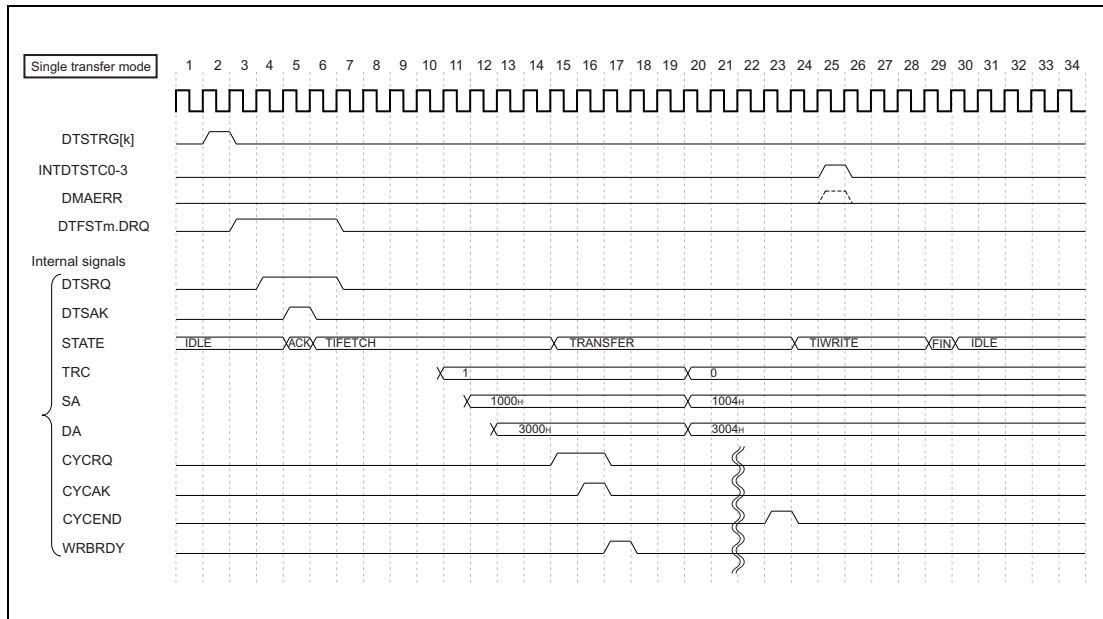 Single transfer mode 1 2 3 4 5 6 7 8 9 10 11 12 13 14 15 16 17 18 19 20 21 22 23 24 25 26 27 28 29 30 31 32 33 34
DTSTRG[k]
INTDTSTC0-3
DMAERR
DTFSTm.DRQ
Internal signals
DTSRQ
DTSAK
STATE IDLE ACK TIFETCH TRANSFER TIWRITE FIN IDLE
TRC 1 0
SA 1000H 1004H
DA 3000H 3004H
CYCRQ
CYCAK
CYCEND
WRBRDY